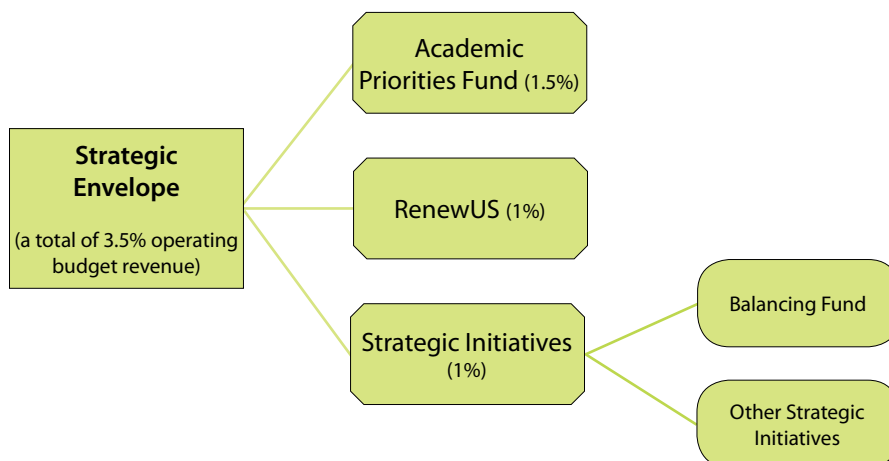 Academic
Priorities Fund (1.5%)
Strategic
Envelope
(a total of 3.5% operating
budget revenue)
RenewUS (1%)
Strategic Initiatives
(1%)
Balancing Fund
Other Strategic
Initiatives